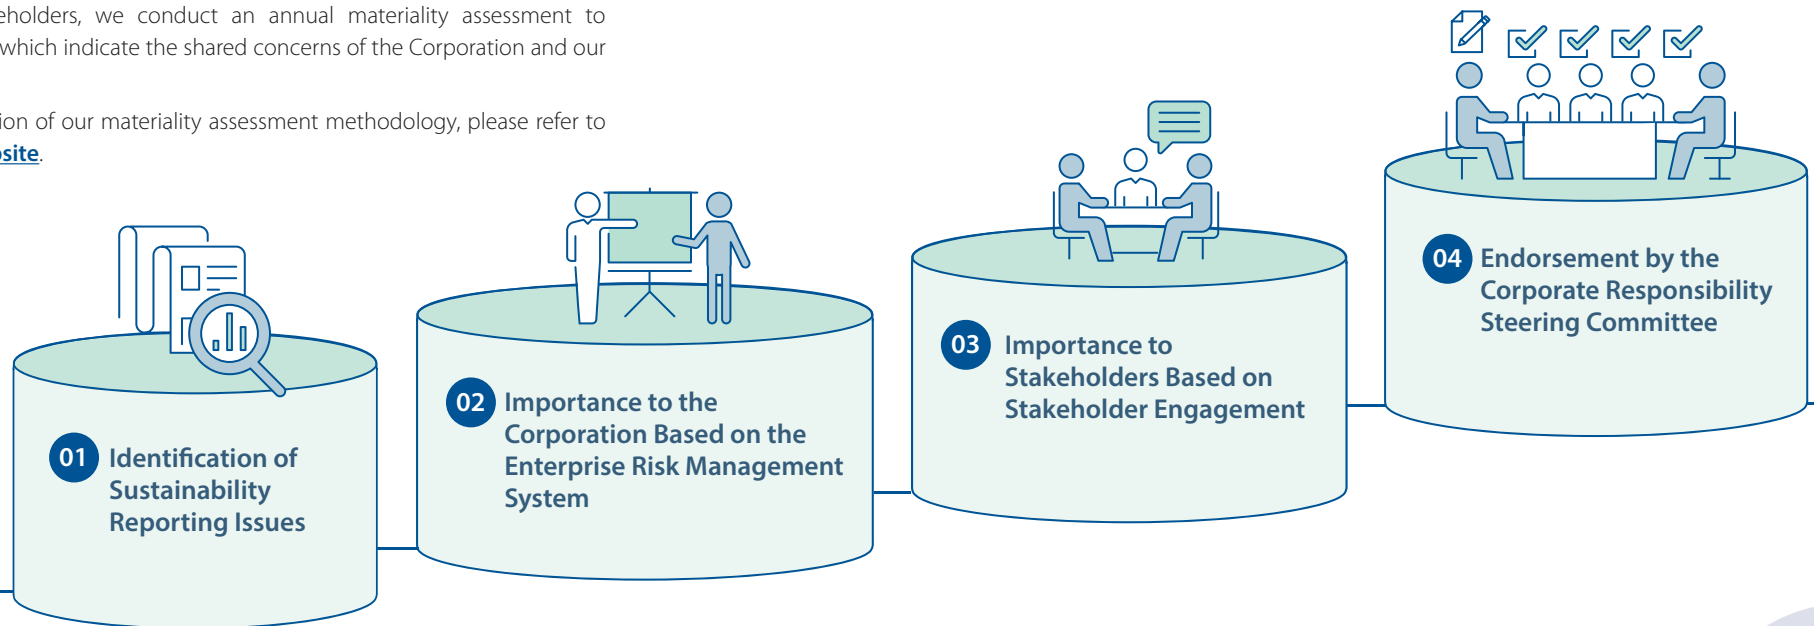 we conduct an annual materiality assessment to
which indicate the shared concerns of the Corporation and our
of our materiality assessment methodology, please refer to
01 Identification of
Sustainability
Reporting Issues
02 Importance to the
Corporation Based on the
Enterprise Risk Management
System
03 Importance to
Stakeholders Based on
Stakeholder Engagement
04 Endorsement by the
Corporate Responsibility
Steering Committee